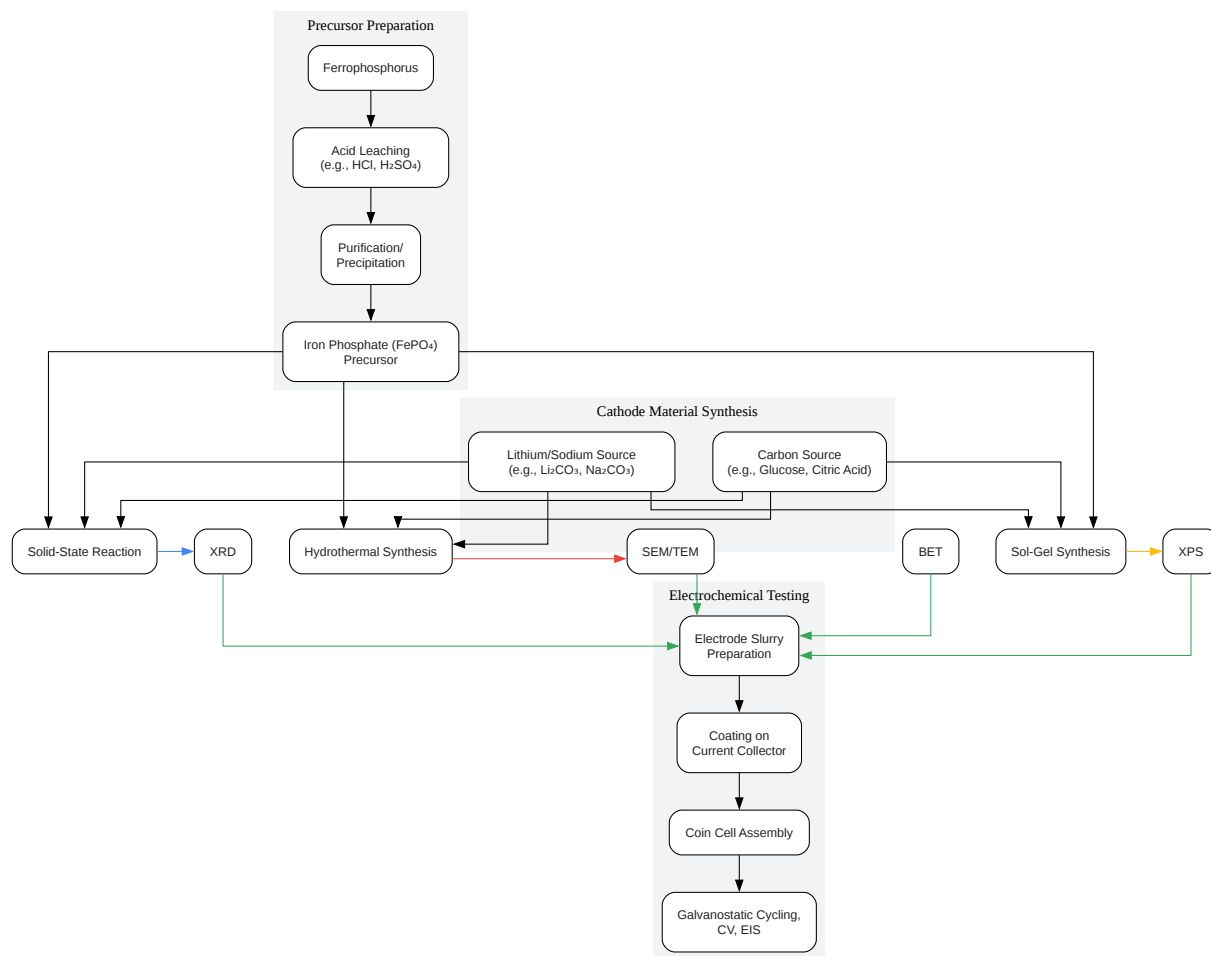 Precursor Preparation
Ferrophosphorus
Acid Leaching
(e.g., HCl, H₂SO₄)
Purification/
Precipitation
Iron Phosphate (FePO₄)
Precursor
Cathode Material Synthesis
Lithium/Sodium Source
(e.g., Li₂CO₃, Na₂CO₃)
Carbon Source
(e.g., Glucose, Citric Acid)
Solid-State Reaction
XRD
Hydrothermal Synthesis
SEM/TEM
BET
Sol-Gel Synthesis
XPS
Electrochemical Testing
Electrode Slurry
Preparation
Coating on
Current Collector
Coin Cell Assembly
Galvanostatic Cycling,
CV, EIS